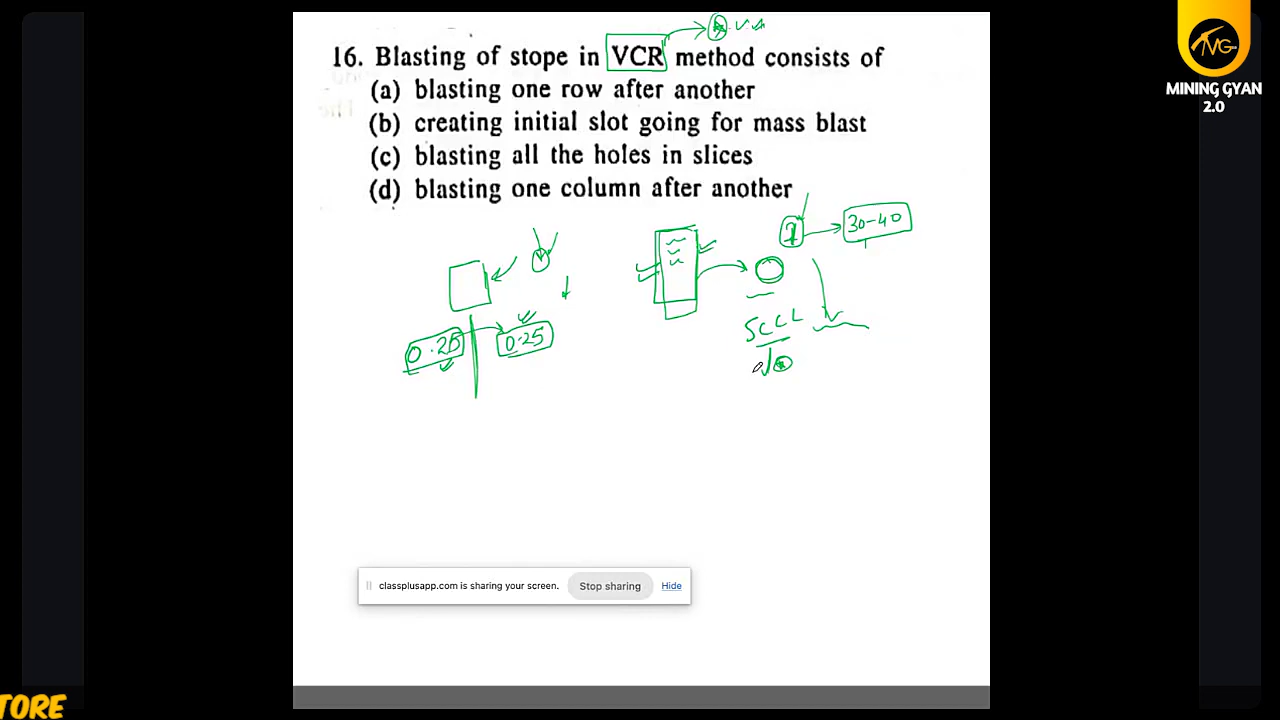 16. Blasting of stope in VCR method consists of
(a) blasting one row after another
(b) creating initial slot going for mass blast
(c) blasting all the holes in slices
(d) blasting one column after another
30-40
0.25
0.25
SCCL
classplusapp.com is sharing your screen.
Stop sharing
Hide
MINING GYAN
2.0
TORE